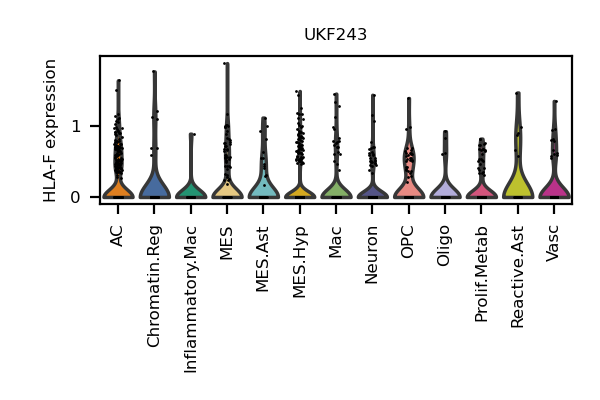 UKF243
HLA-F expression
1
0
AC
Chromatin.Reg
Inflammatory.Mac
MES
MES.Ast
MES.Hyp
Mac
Neuron
OPC
Oligo
Prolif.Metab
Reactive.Ast
Vasc